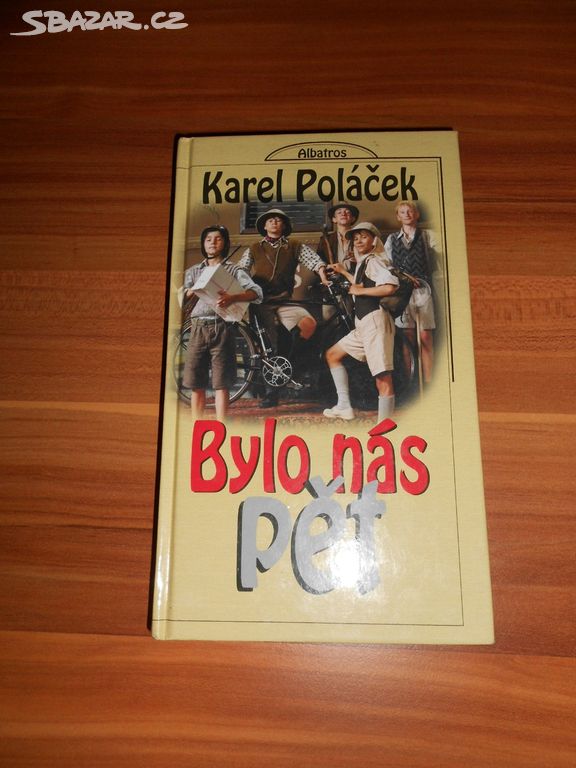 SBAZAR.CZ
Albatros
Karel Poláček
Bylo nás
pět